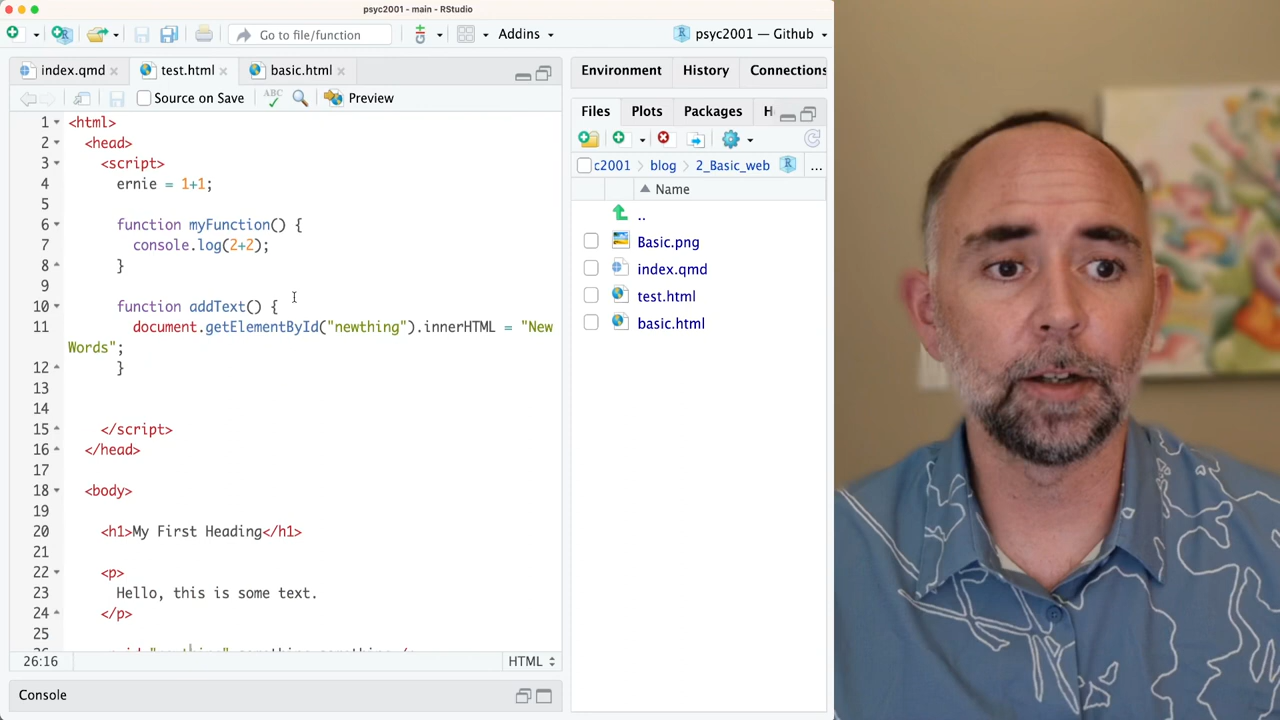 psyc2001 - main - RStudio
Go to file/function
Addins
psyc2001 — Github
index.qmd
test.html
basic.html
Source on Save
ABC
Preview
1 <html>
2 <head>
3 <script>
4 ernie = 1+1;
5
6 function myFunction() {
7 console.log(2+2);
8 }
9
10 function addText() {
11 document.getElementById("newthing").innerHTML = "New
Words";
12 }
13
14
15 </script>
16 </head>
17
18 <body>
19
20 <h1>My First Heading</h1>
21
22 <p>
23 Hello, this is some text.
24 </p>
25
26:16
HTML
Console
Environment
History
Connections
Files
Plots
Packages
H
c2001
blog
2_Basic_web
...
Name
..
Basic.png
index.qmd
test.html
basic.html